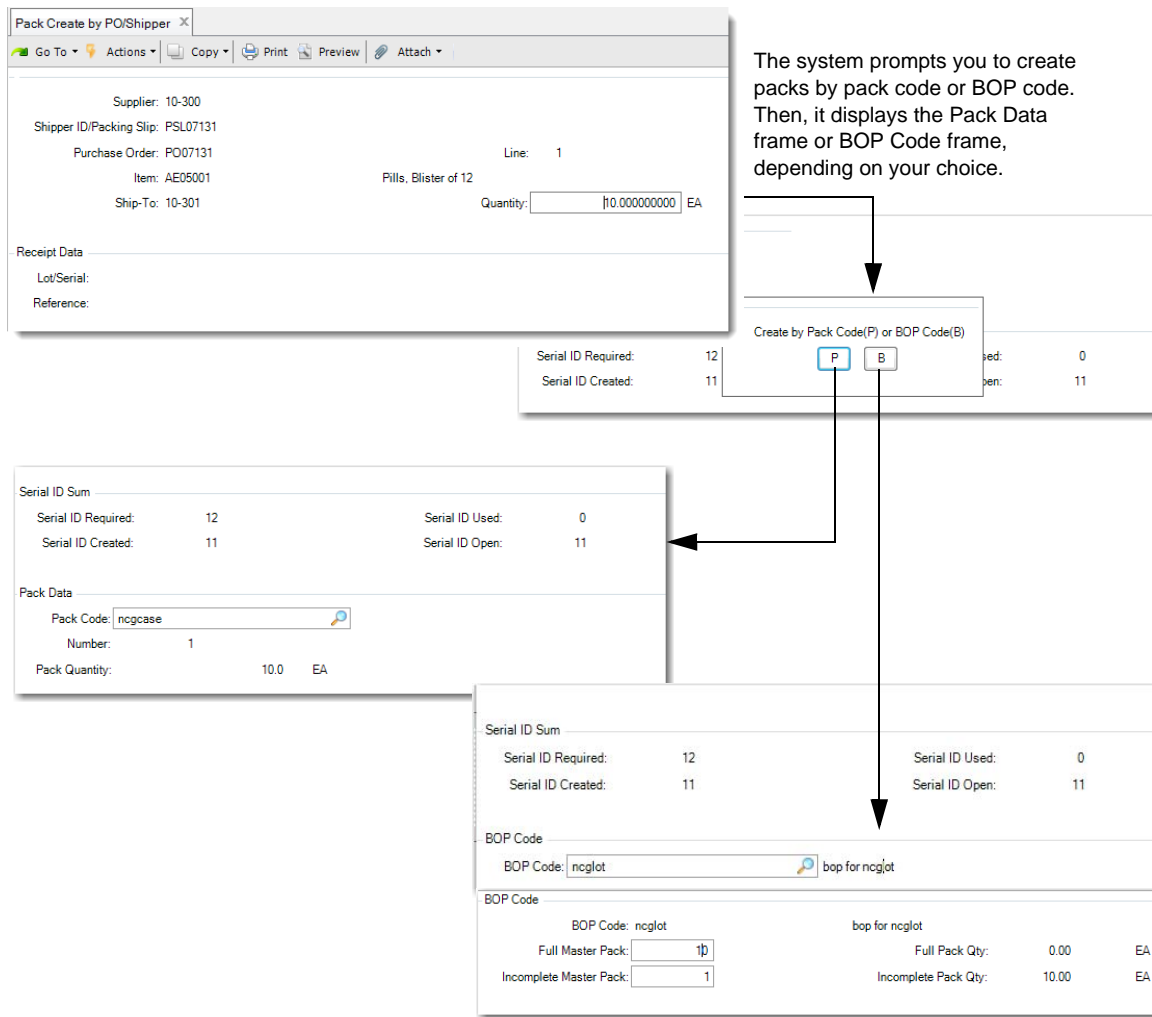 Pack Create by PO/Shipper X
Go To Actions Copy Print Preview Attach
Supplier: 10-300
Shipper ID/Packing Slip: PSL07131
Purchase Order: PO07131 Line: 1
Item: AE05001 Pills, Blister of 12
Ship-To: 10-301 Quantity: 10.000000000 EA
Receipt Data
Lot/Serial:
Reference:
The system prompts you to create
packs by pack code or BOP code.
Then, it displays the Pack Data
frame or BOP Code frame,
depending on your choice.
Create by Pack Code(P) or BOP Code(B)
P B
Serial ID Required: 12 sed: 0
Serial ID Created: 11 pen: 11
Serial ID Sum
Serial ID Required: 12 Serial ID Used: 0
Serial ID Created: 11 Serial ID Open: 11
Pack Data
Pack Code: ncgcase
Number: 1
Pack Quantity: 10.0 EA
Serial ID Sum
Serial ID Required: 12 Serial ID Used: 0
Serial ID Created: 11 Serial ID Open: 11
BOP Code
BOP Code: ncglot bop for ncglot
BOP Code
BOP Code: ncglot bop for ncglot
Full Master Pack: 10 Full Pack Qty: 0.00 EA
Incomplete Master Pack: 1 Incomplete Pack Qty: 10.00 EA